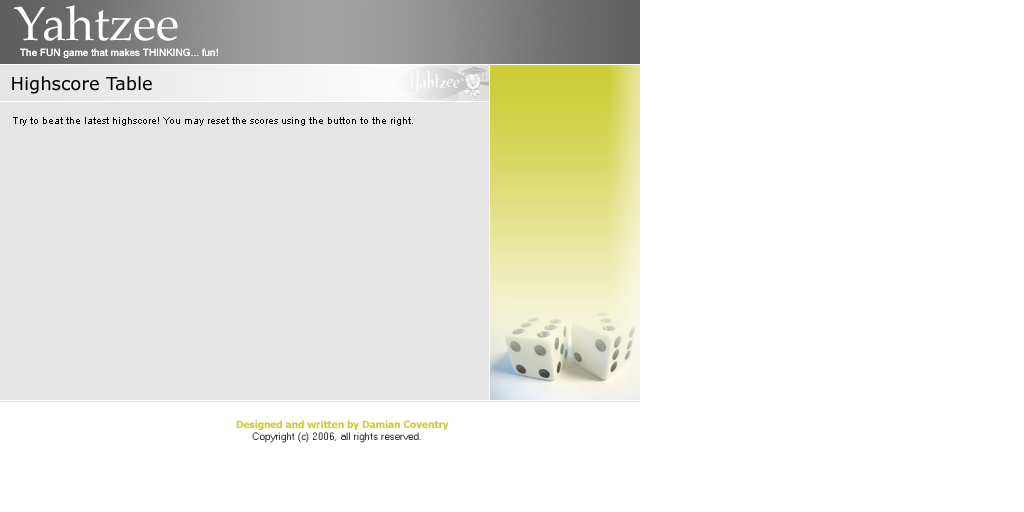 Yahtzee
The FUN game that makes THINKING... fun!
Highscore Table
Yahtzee
Try to beat the latest highscore! You may reset the scores using the button to the right.
Designed and written by Damian Coventry
Copyright (c) 2006, all rights reserved.